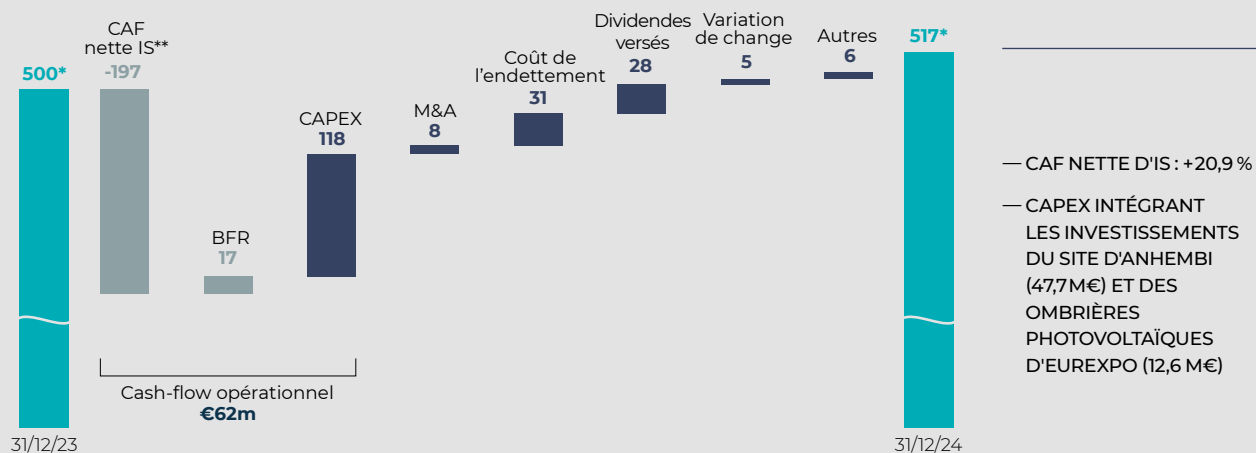 500*
CAF
nette IS**
-197
BFR
17
CAPEX
118
M&A
8
Coût de
l'endettement
31
Dividendes
versés
28
Variation
de change
5
Autres
6
517*
Cash-flow opérationnel
€62m
31/12/23
31/12/24
— CAF NETTE D'IS : +20,9 %
— CAPEX INTÉGRANT
LES INVESTISSEMENTS
DU SITE D'ANHEMBI
(47,7 M€) ET DES
OMBRIÈRES
PHOTOVOLTAÏQUES
D'EUREXPO (12,6 M€)